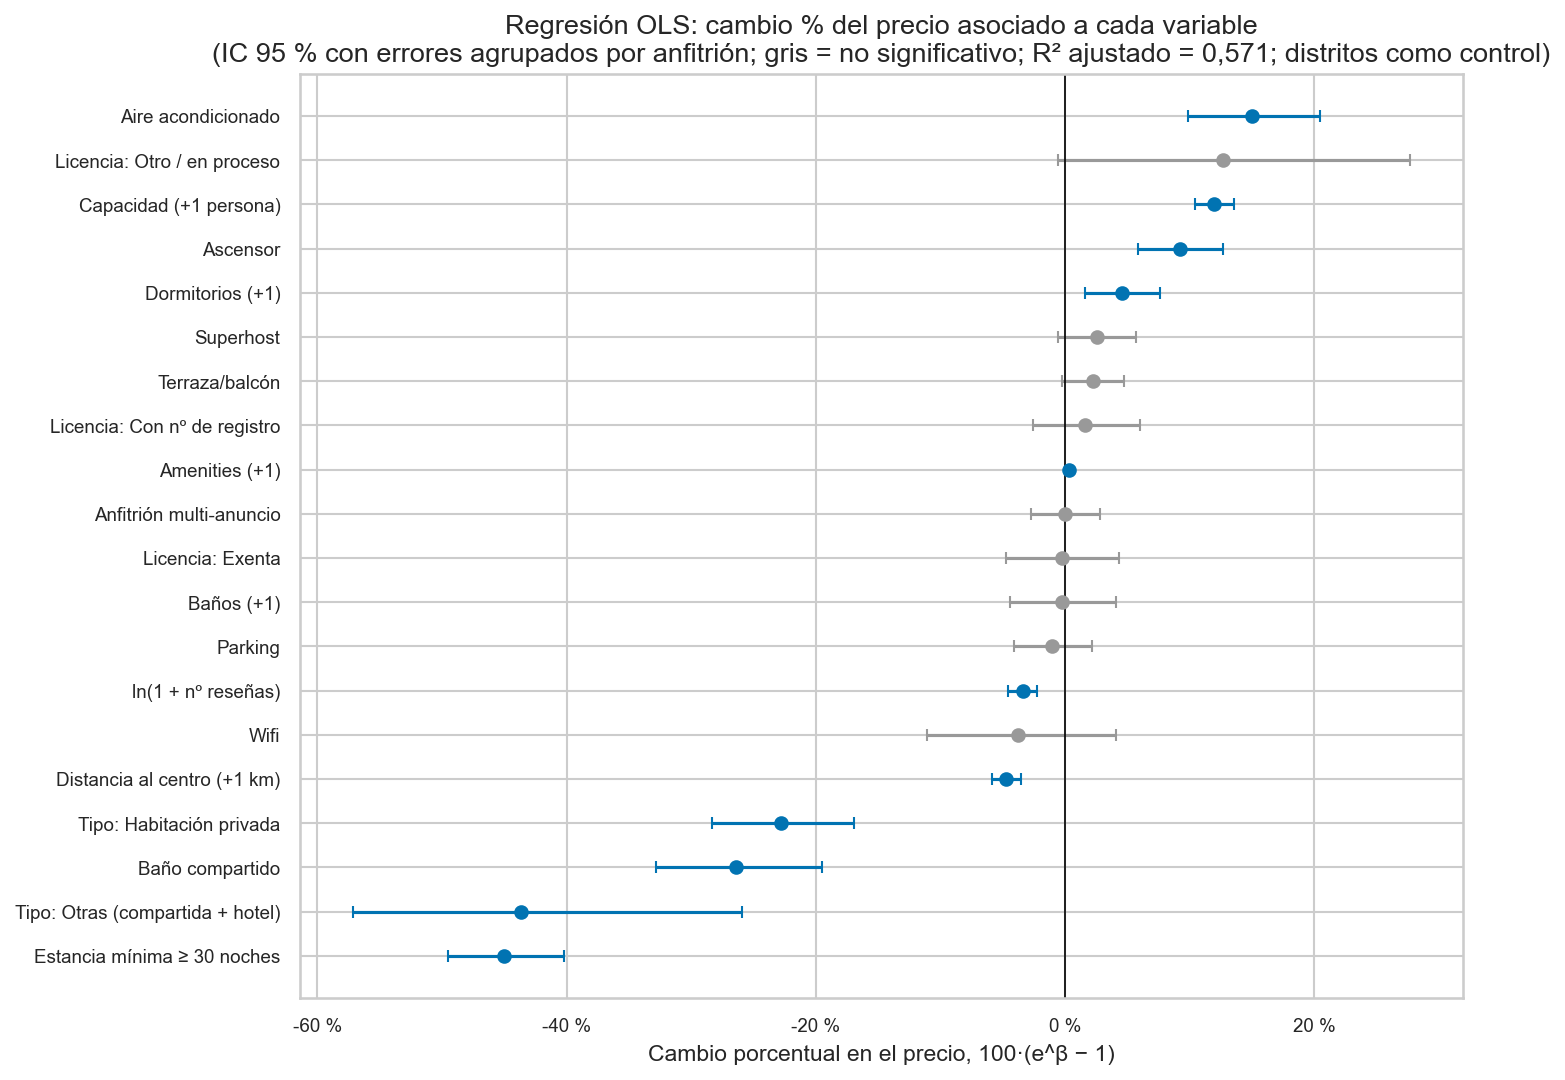 Regresión OLS: cambio % del precio asociado a cada variable
(IC 95 % con errores agrupados por anfitrión; gris = no significativo; R² ajustado = 0,571; distritos como control)
Aire acondicionado
Licencia: Otro / en proceso
Capacidad (+1 persona)
Ascensor
Dormitorios (+1)
Superhost
Terraza/balcón
Licencia: Con nº de registro
Amenities (+1)
Anfitrión multi-anuncio
Licencia: Exenta
Baños (+1)
Parking
ln(1 + nº reseñas)
Wifi
Distancia al centro (+1 km)
Tipo: Habitación privada
Baño compartido
Tipo: Otras (compartida + hotel)
Estancia mínima ≥ 30 noches
-60 % -40 % -20 % 0 % 20 %
Cambio porcentual en el precio, 100·(e^β − 1)